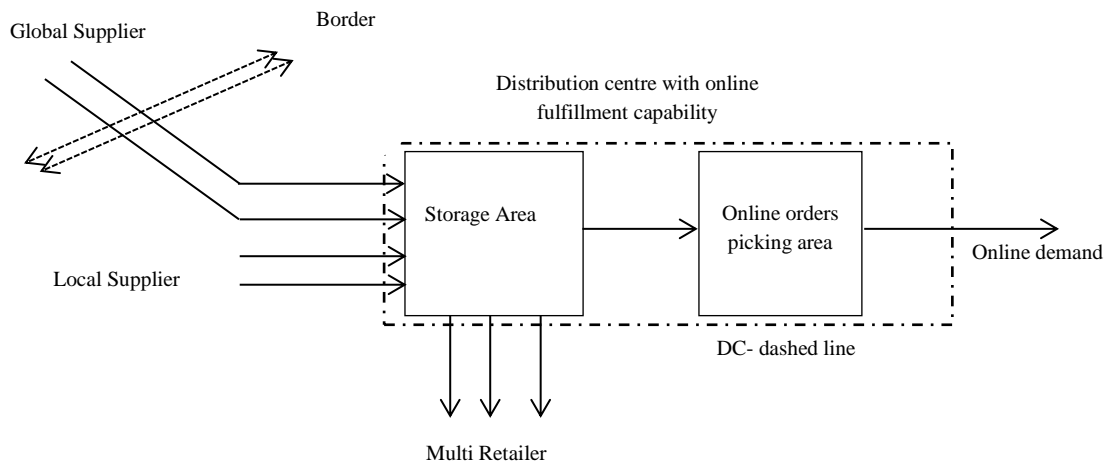 Border
Global Supplier
Distribution centre with online
fulfillment capability
Storage Area
Online orders
picking area
Online demand
Local Supplier
DC- dashed line
Multi Retailer